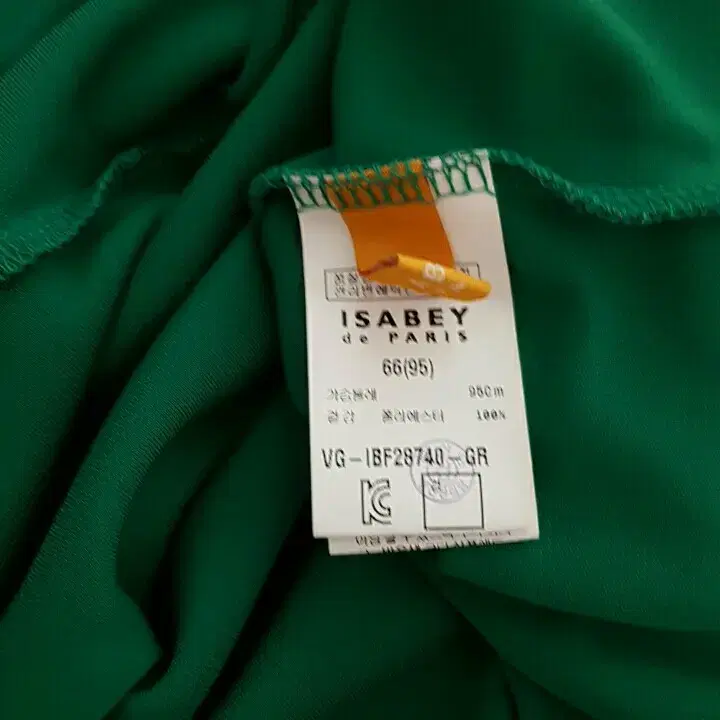 ISABEY
de PARIS
66(95)
가슴둘레 95Cm
겉감 폴리에스터 100%
VG-IBF28740-GR